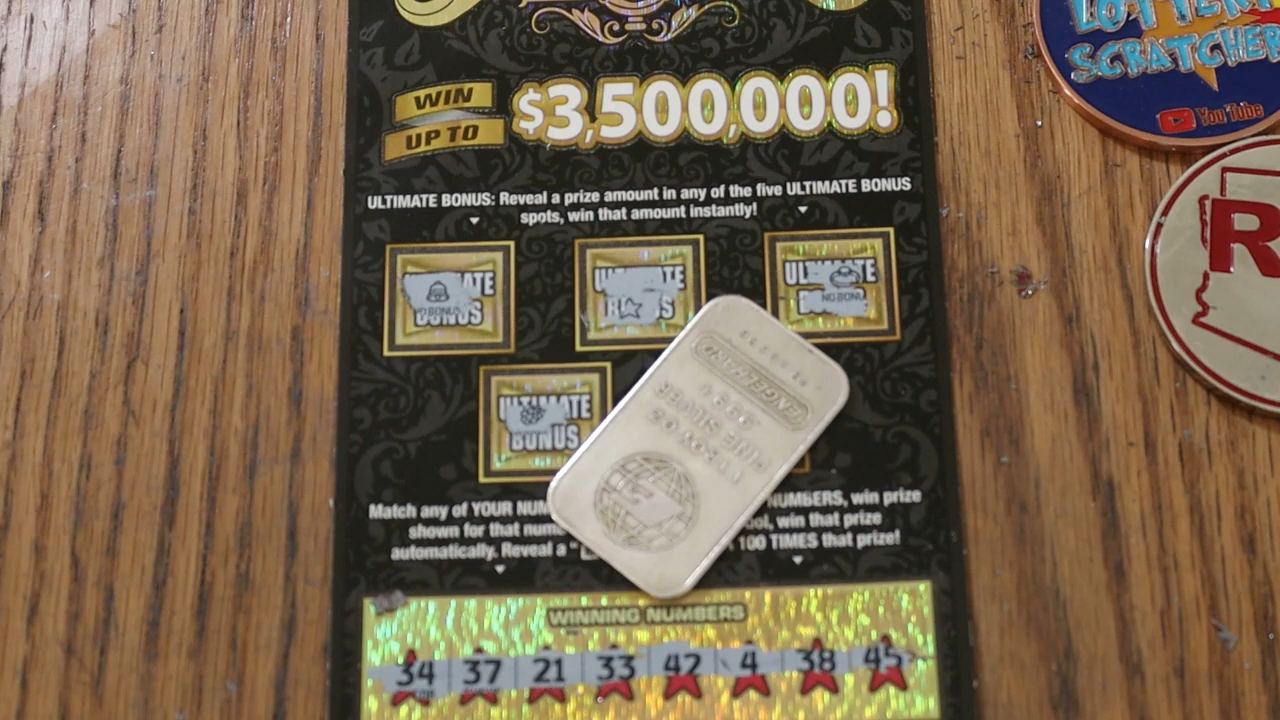 WIN
UP TO
$3,500,000!
ULTIMATE BONUS: Reveal a prize amount in any of the five ULTIMATE BONUS
spots, win that amount instantly!
ULTIMATE
BONUS
NO BONUS
ULTIMATE
BONUS
ULTIMATE
NO BONU
ULTIMATE
BONUS
Match any of YOUR NUM
NUMBERS, win prize
shown for that num
win that prize
automatically. Reveal a "
100 TIMES that prize!
WINNING NUMBERS
34 37 21 33 42 4 38 45
ENGELHARD
999+
FINE SILVER
1 TROY OZ
LOTTERY
SCRATCHER
YouTube
R